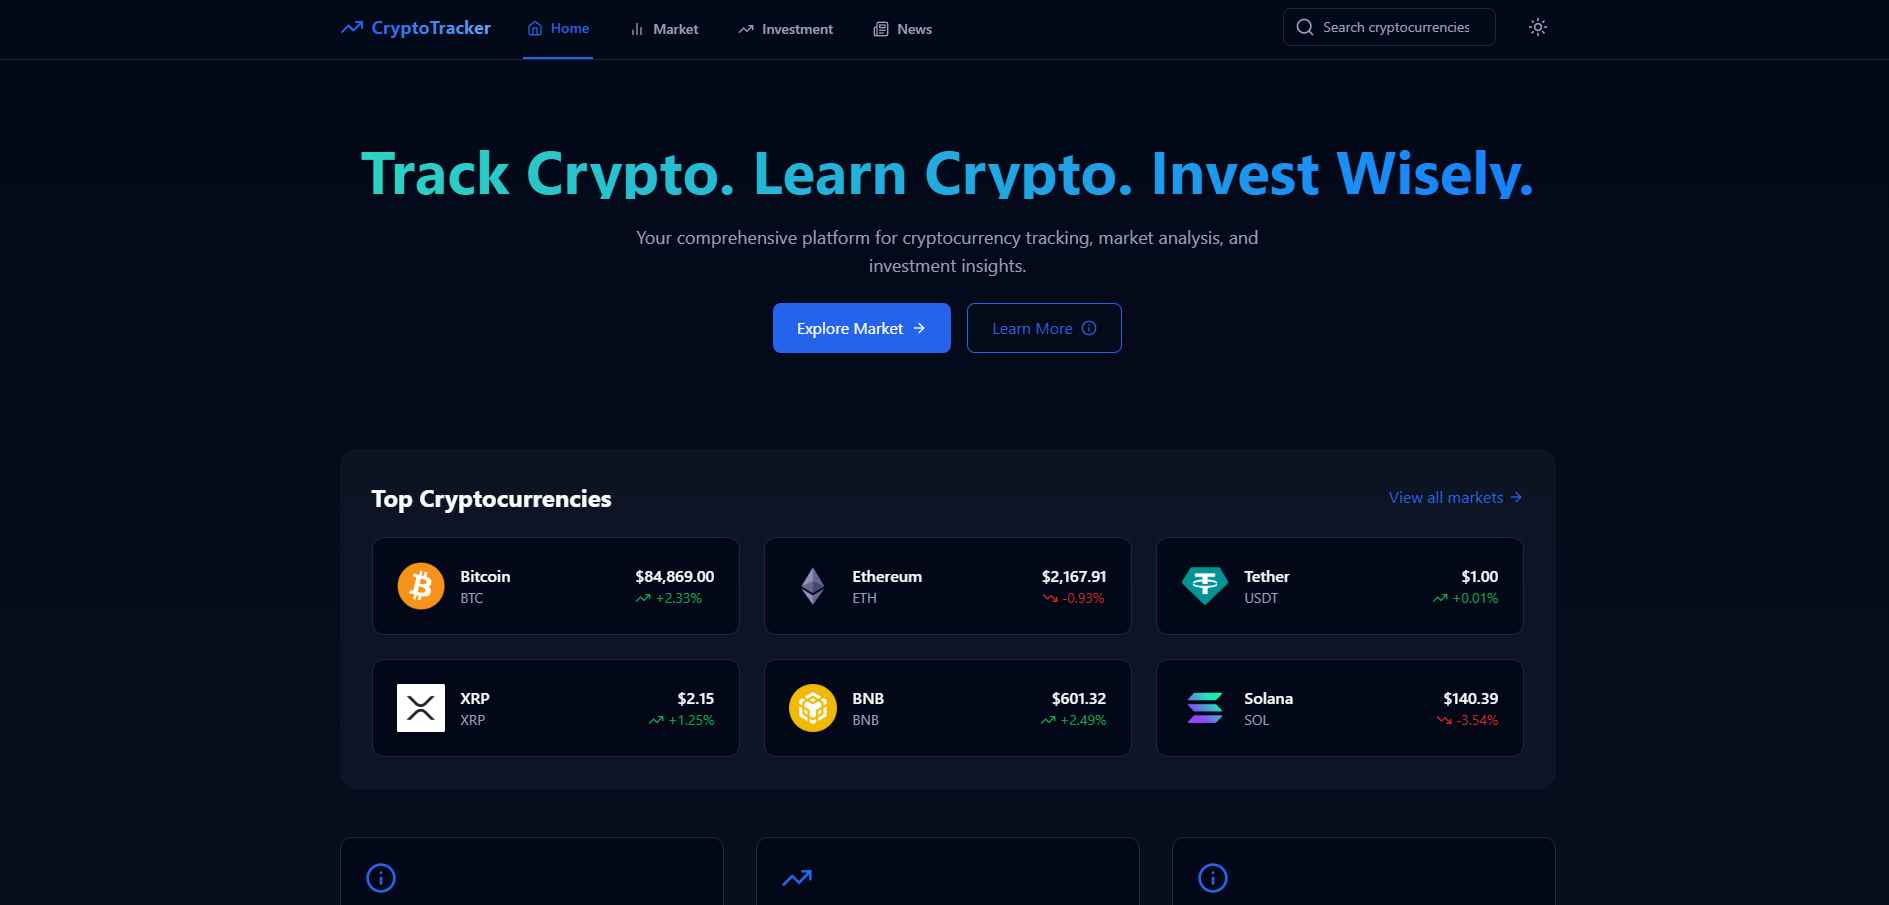 CryptoTracker
Home
Market
Investment
News
Search cryptocurrencies
Track Crypto. Learn Crypto. Invest Wisely.
Your comprehensive platform for cryptocurrency tracking, market analysis, and
investment insights.
Explore Market
Learn More
Top Cryptocurrencies
View all markets
Bitcoin
$84,869.00
BTC
+2.33%
Ethereum
$2,167.91
ETH
-0.93%
Tether
$1.00
USDT
+0.01%
XRP
$2.15
XRP
+1.25%
BNB
$601.32
BNB
+2.49%
Solana
$140.39
SOL
-3.54%